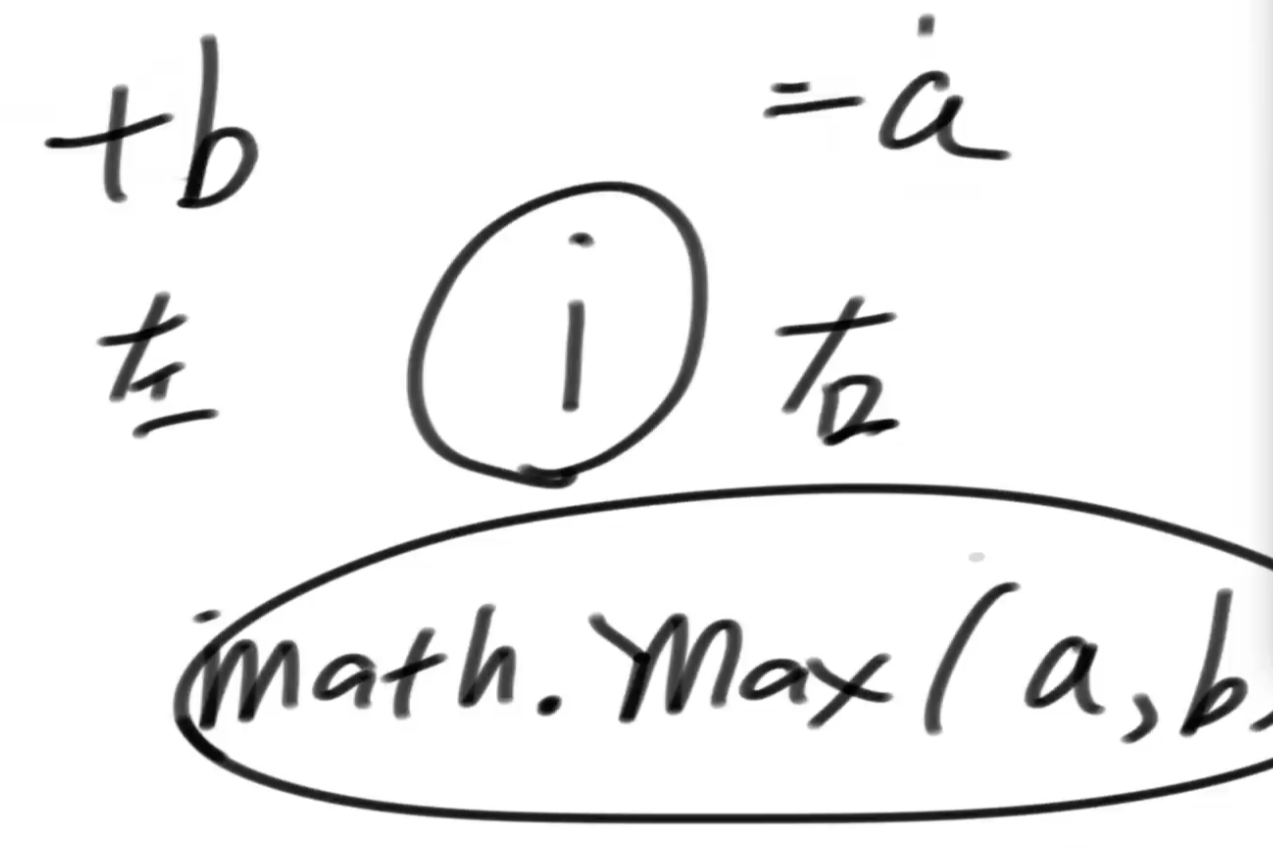 +b =a
左 i 右
math.Max(a,b